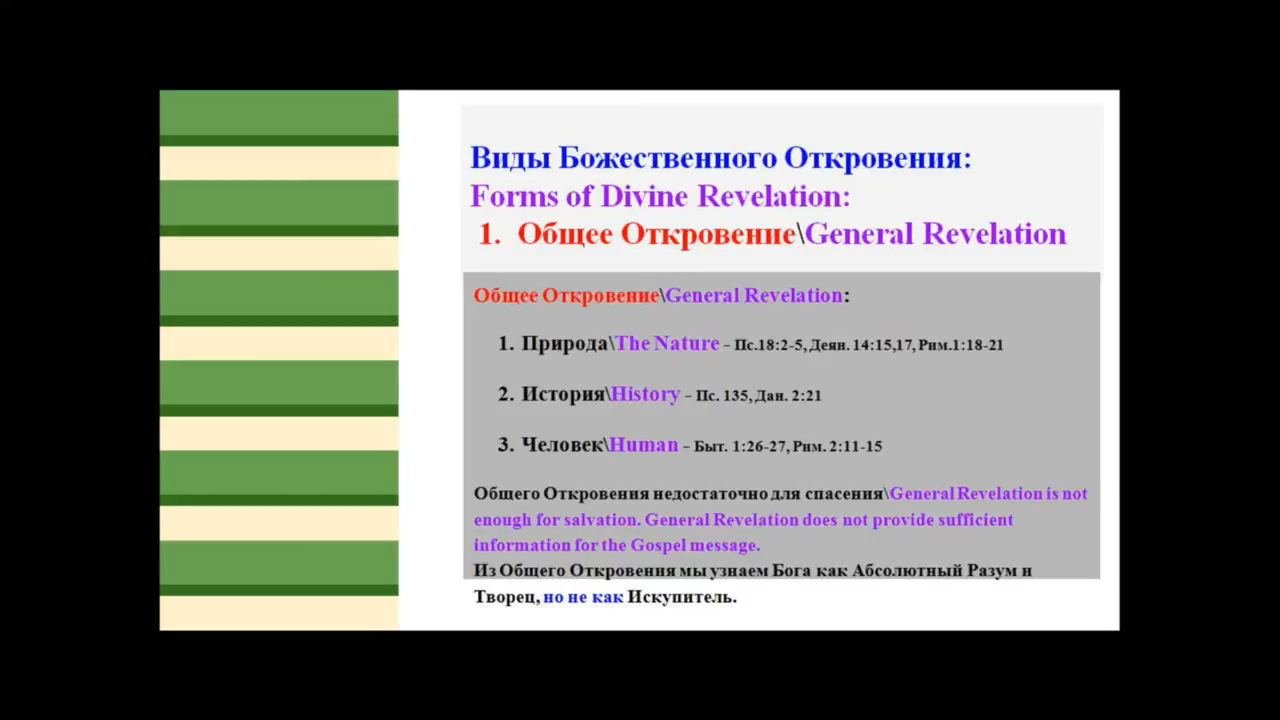 Виды Божественного Откровения:
Forms of Divine Revelation:
1. Общее Откровение\General Revelation
Общее Откровение\General Revelation:
1. Природа\The Nature – Пс.18:2-5, Деян. 14:15,17, Рим.1:18-21
2. История\History – Пс. 135, Дан. 2:21
3. Человек\Human – Быт. 1:26-27, Рим. 2:11-15
Общего Откровения недостаточно для спасения\General Revelation is not
enough for salvation. General Revelation does not provide sufficient
information for the Gospel message.
Из Общего Откровения мы узнаем Бога как Абсолютный Разум и
Творец, но не как Искупитель.